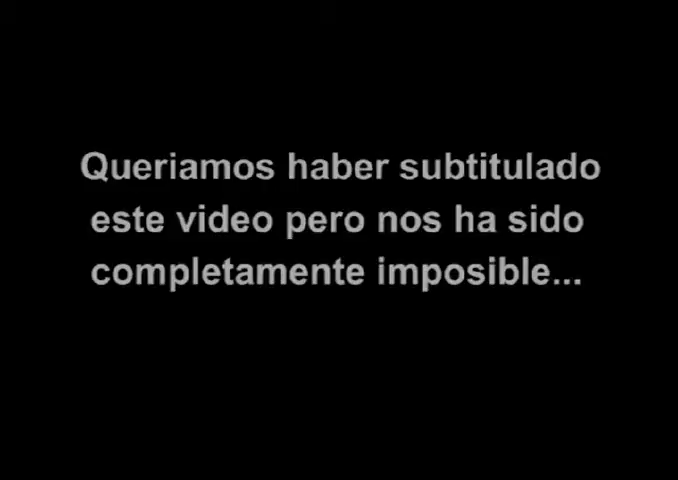 Queriamos haber subtitulado
este video pero nos ha sido
completamente imposible...